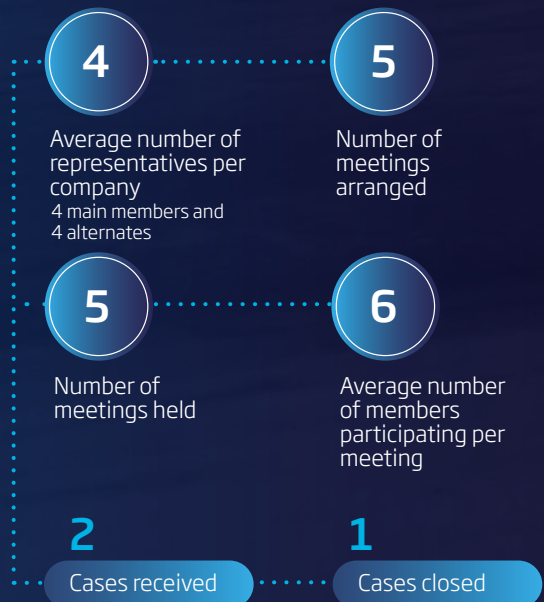 4
Average number of
representatives per
company
4 main members and
4 alternates
5
Number of
meetings
arranged
5
Number of
meetings held
6
Average number
of members
participating per
meeting
2
Cases received
1
Cases closed